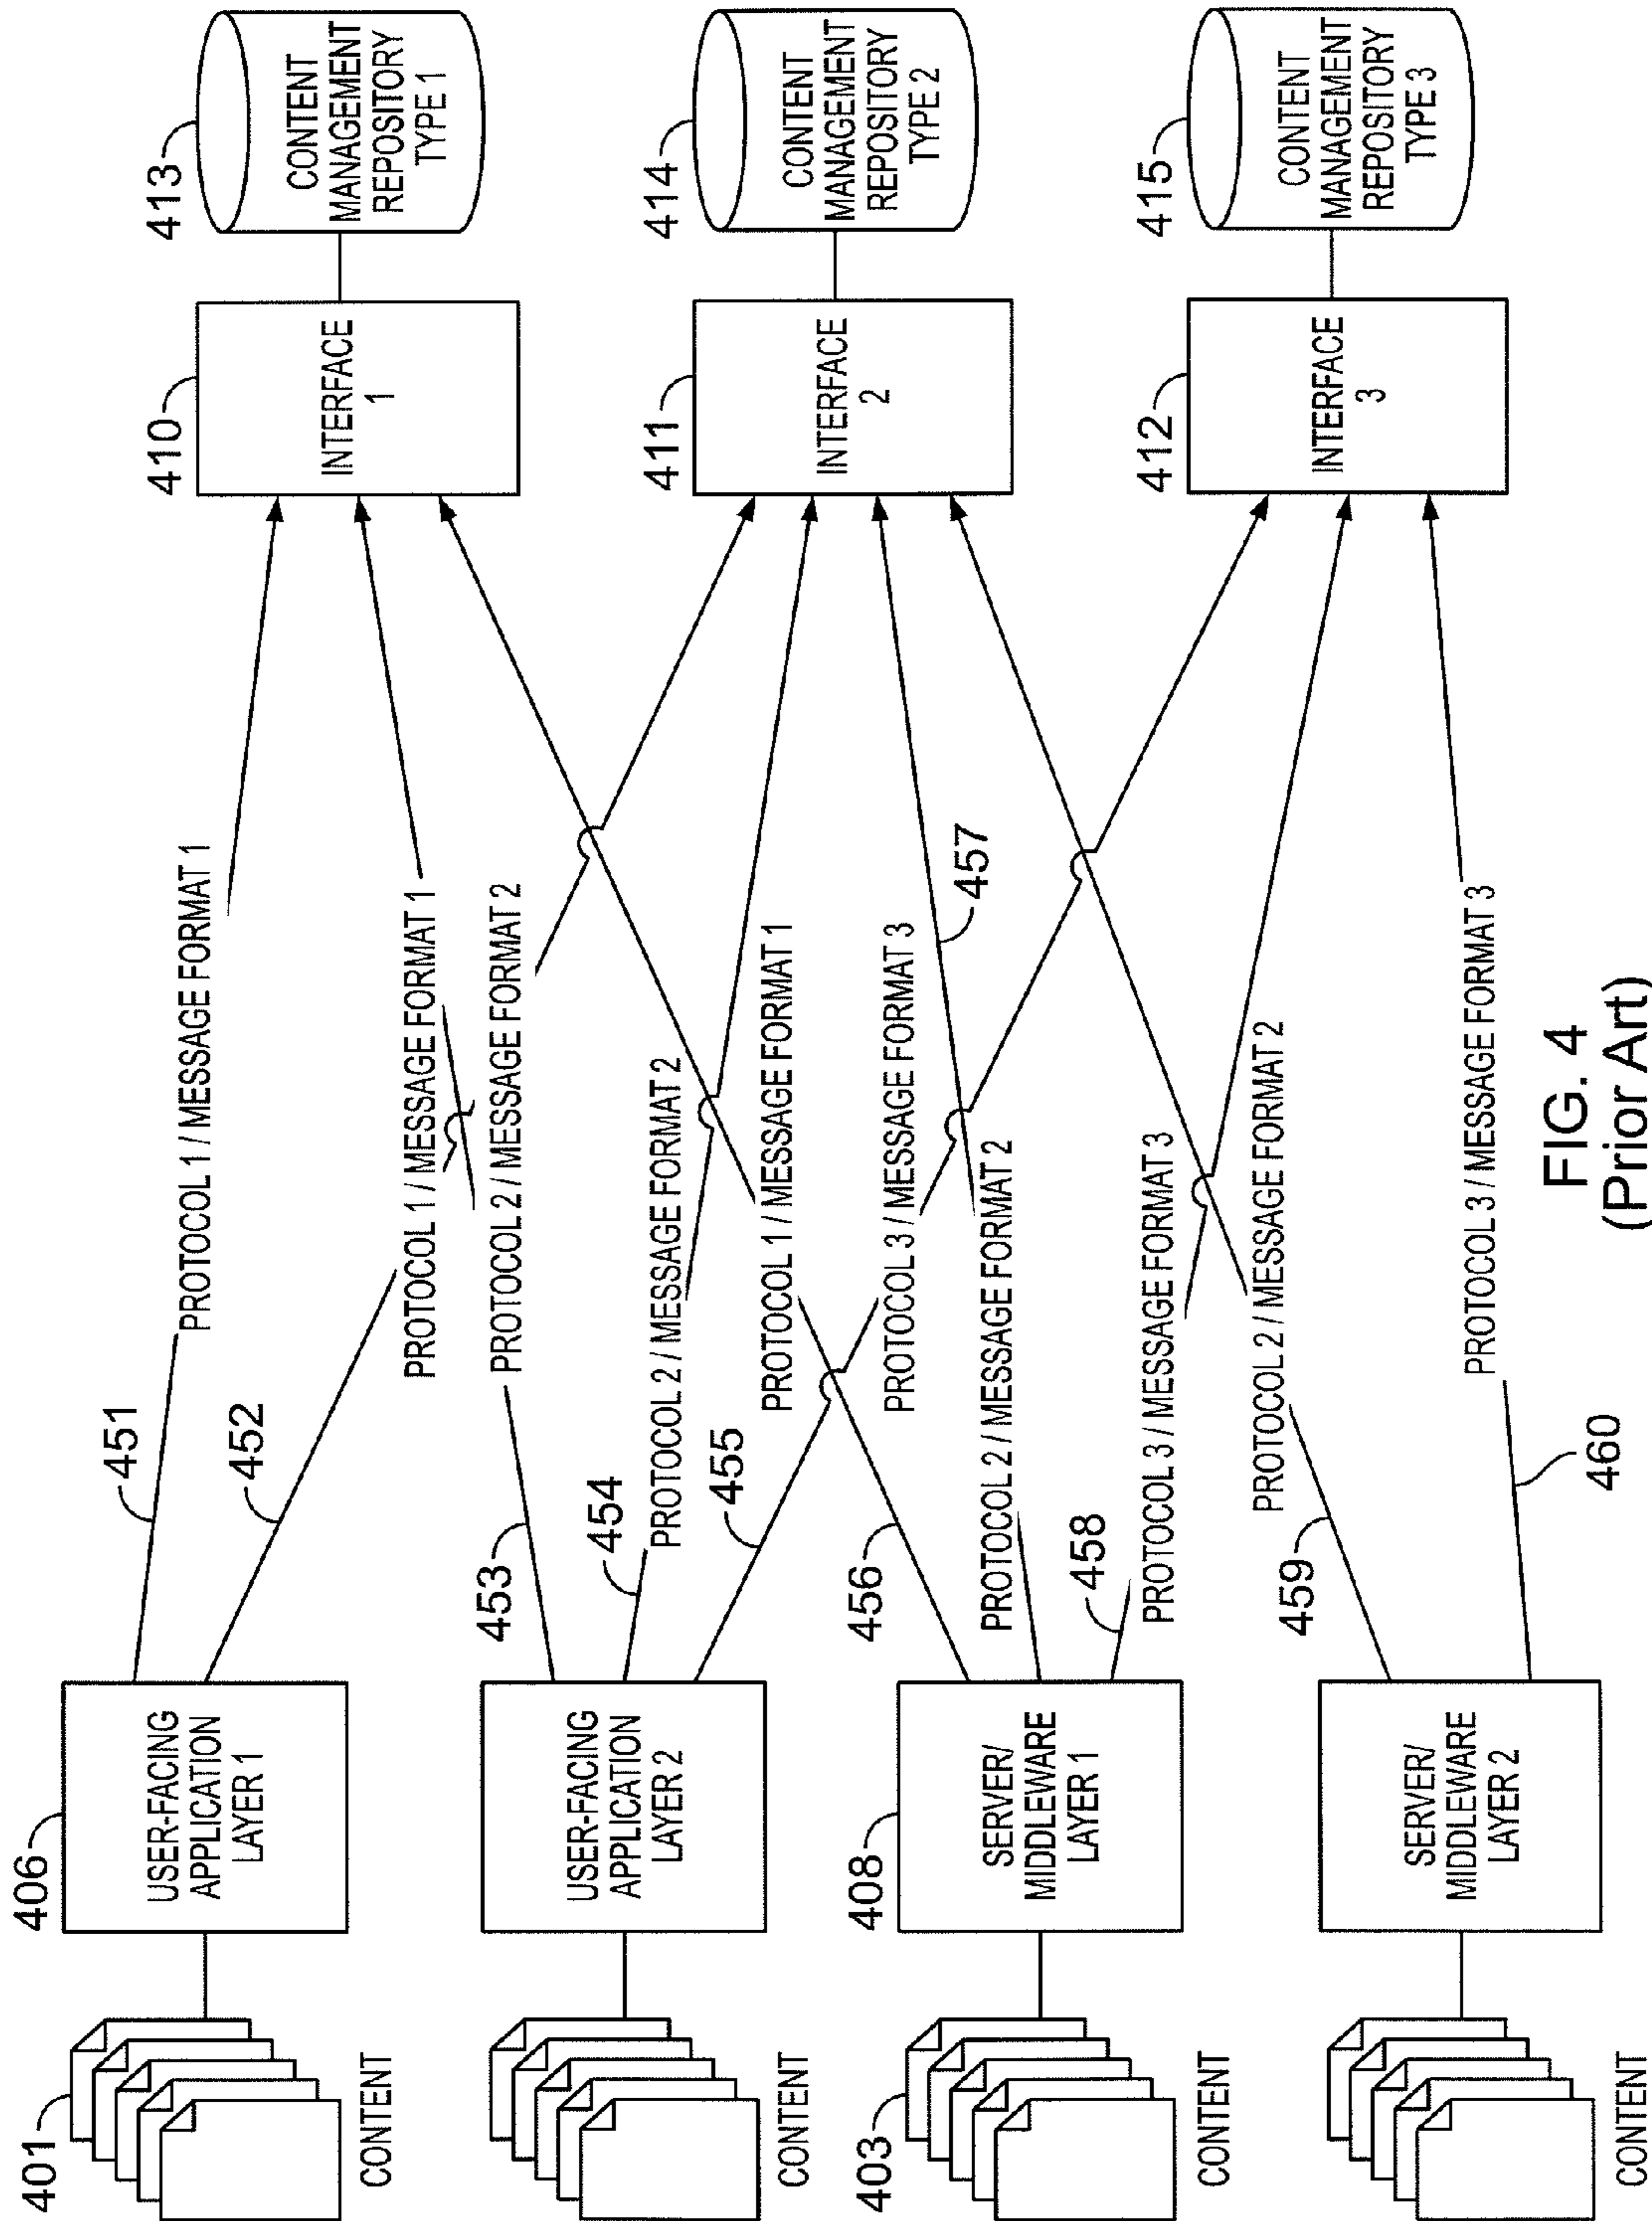 401
CONTENT
406
USER-FACING
APPLICATION
LAYER 1
451
PROTOCOL 1 / MESSAGE FORMAT 1
452
PROTOCOL 1 / MESSAGE FORMAT 1
410
INTERFACE
1
413
CONTENT
MANAGEMENT
REPOSITORY
TYPE 1
CONTENT
USER-FACING
APPLICATION
LAYER 2
453
PROTOCOL 2 / MESSAGE FORMAT 2
454
PROTOCOL 2 / MESSAGE FORMAT 2
455
PROTOCOL 3 / MESSAGE FORMAT 3
411
INTERFACE
2
414
CONTENT
MANAGEMENT
REPOSITORY
TYPE 2
403
CONTENT
408
SERVER/
MIDDLEWARE
LAYER 1
456
PROTOCOL 1 / MESSAGE FORMAT 1
457
PROTOCOL 2 / MESSAGE FORMAT 2
458
PROTOCOL 3 / MESSAGE FORMAT 3
412
INTERFACE
3
415
CONTENT
MANAGEMENT
REPOSITORY
TYPE 3
CONTENT
SERVER/
MIDDLEWARE
LAYER 2
459
PROTOCOL 2 / MESSAGE FORMAT 2
460
PROTOCOL 3 / MESSAGE FORMAT 3
FIG. 4
(Prior Art)